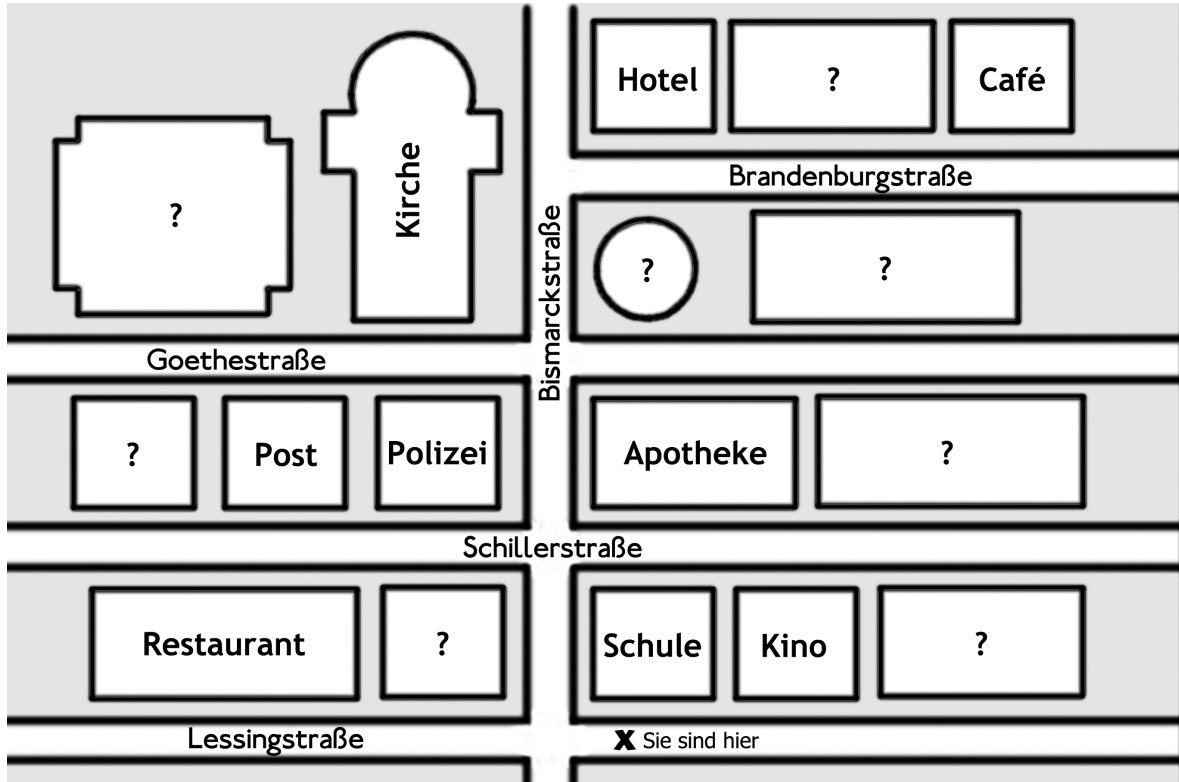 Hotel
?
Café
Brandenburgstraße
?
Kirche
Bismarckstraße
?
?
Goethestraße
?
Post
Polizei
Apotheke
?
Schillerstraße
Restaurant
?
Schule
Kino
?
Lessingstraße
X Sie sind hier